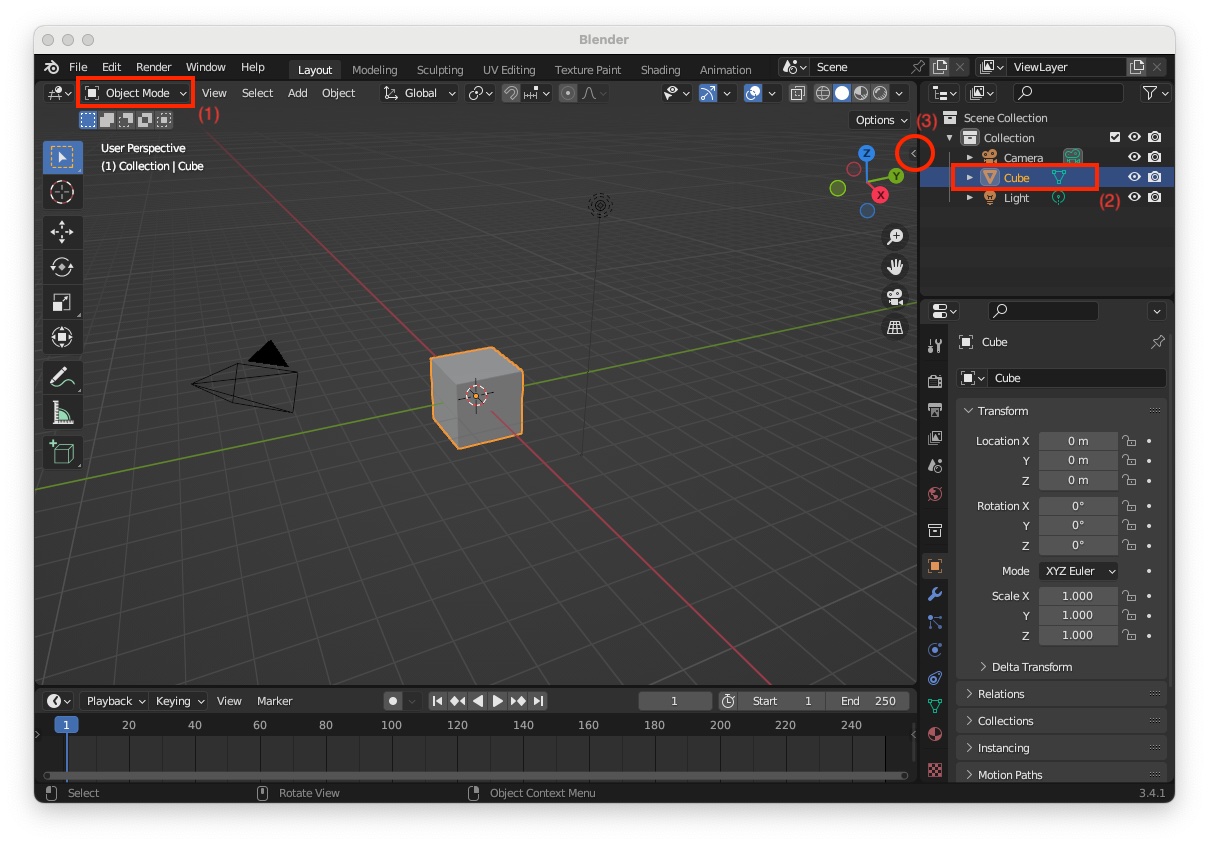 Blender
File Edit Render Window Help Layout Modeling Sculpting UV Editing Texture Paint Shading Animation Scene ViewLayer
Object Mode View Select Add Object Global
(1)
Options
(3)
User Perspective
(1) Collection | Cube
Z
Y
X
Scene Collection
Collection
Camera
Cube
Light
(2)
Cube
Cube
Transform
Location X 0 m
Y 0 m
Z 0 m
Rotation X 0°
Y 0°
Z 0°
Mode XYZ Euler
Scale X 1.000
Y 1.000
Z 1.000
Delta Transform
Relations
Collections
Instancing
Motion Paths
Playback Keying View Marker 1 Start 1 End 250
1 20 40 60 80 100 120 140 160 180 200 220 240
Select Rotate View Object Context Menu 3.4.1